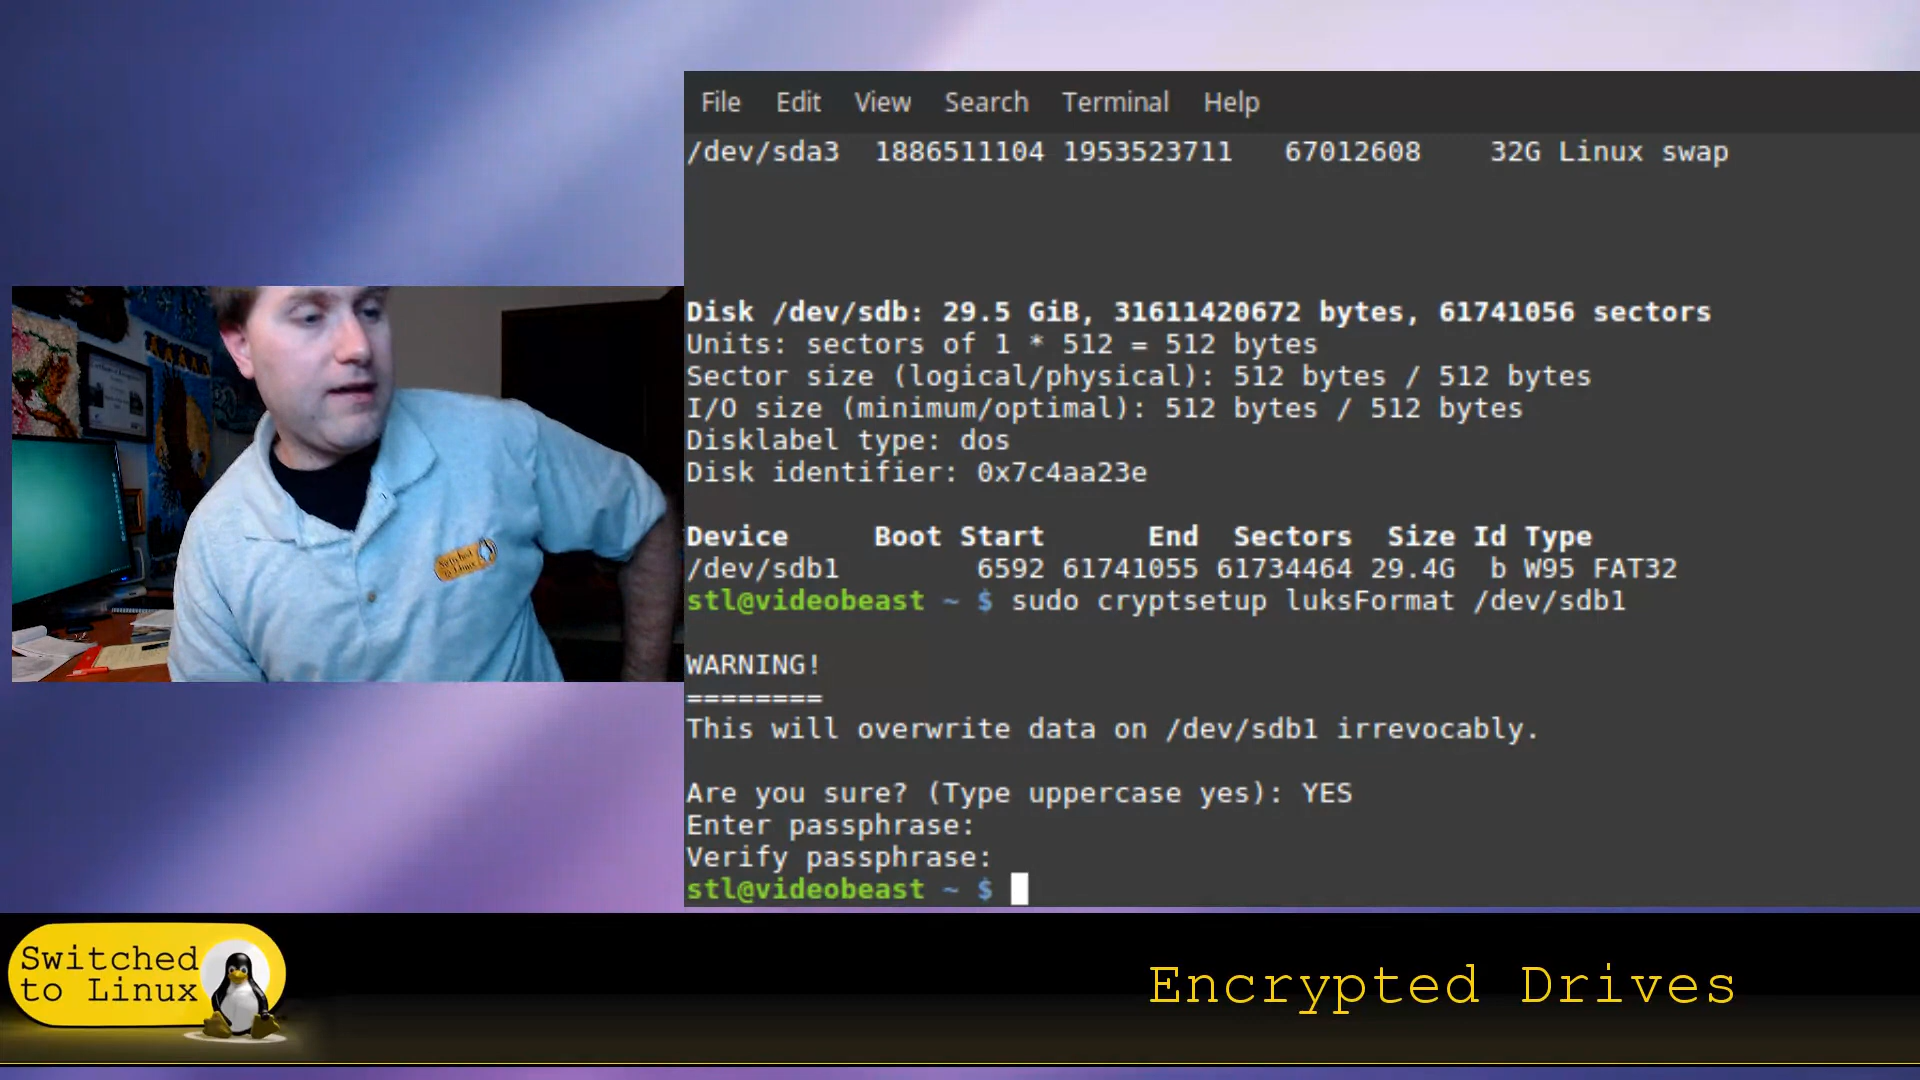 File Edit View Search Terminal Help
/dev/sda3 1886511104 1953523711 67012608 32G Linux swap
Disk /dev/sdb: 29.5 GiB, 31611420672 bytes, 61741056 sectors
Units: sectors of 1 * 512 = 512 bytes
Sector size (logical/physical): 512 bytes / 512 bytes
I/O size (minimum/optimal): 512 bytes / 512 bytes
Disklabel type: dos
Disk identifier: 0x7c4aa23e
Device Boot Start End Sectors Size Id Type
/dev/sdb1 6592 61741055 61734464 29.4G b W95 FAT32
stl@videobeast ~ $ sudo cryptsetup luksFormat /dev/sdb1
WARNING!
========
This will overwrite data on /dev/sdb1 irrevocably.
Are you sure? (Type uppercase yes): YES
Enter passphrase:
Verify passphrase:
stl@videobeast ~ $
Switched
to Linux
Switched
to Linux
Encrypted Drives